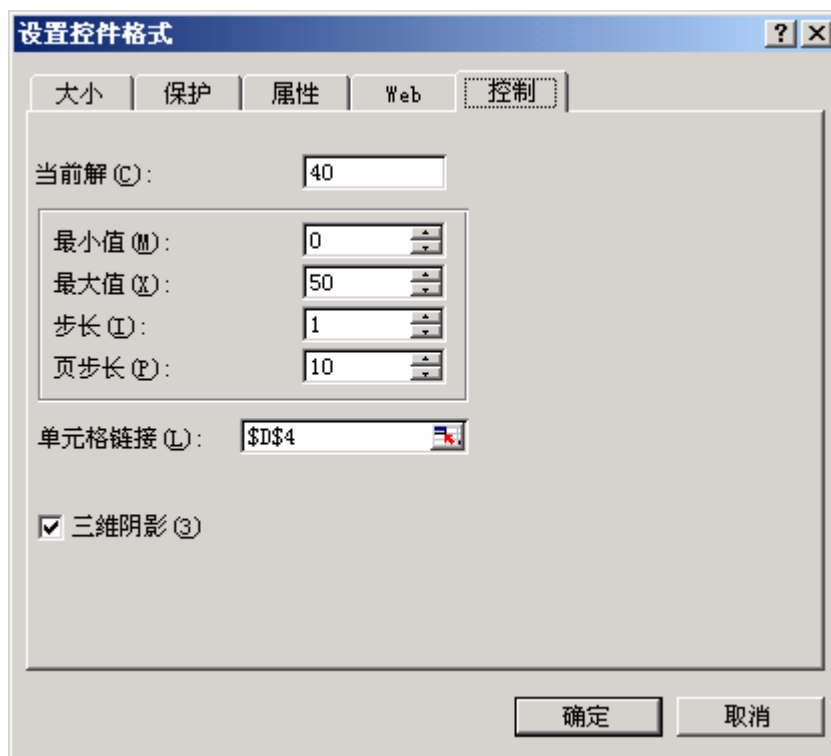 设置控件格式
大小 保护 属性 Web 控制
当前解(C): 40
最小值(M): 0
最大值(X): 50
步长(I): 1
页步长(P): 10
单元格链接(L): $D$4
三维阴影(3)
确定 取消